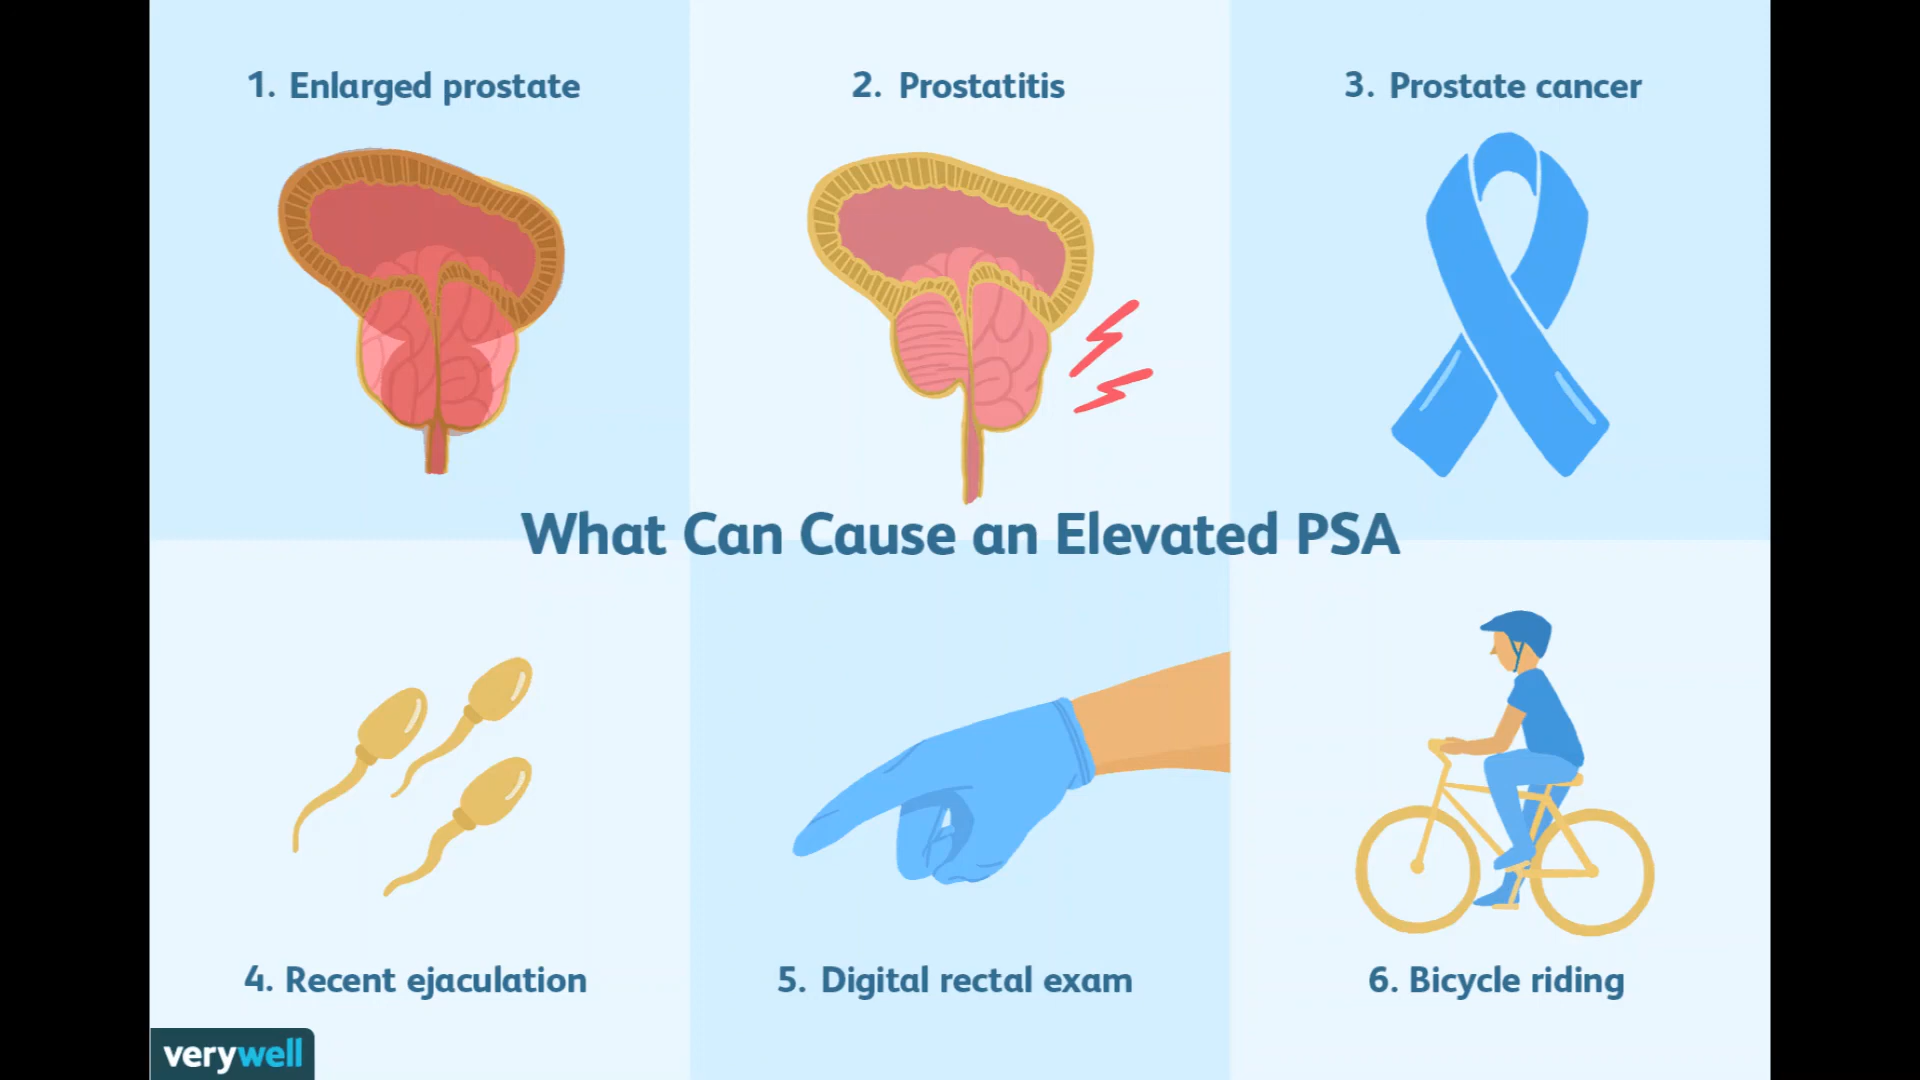 1. Enlarged prostate
2. Prostatitis
3. Prostate cancer
What Can Cause an Elevated PSA
4. Recent ejaculation
5. Digital rectal exam
6. Bicycle riding
verywell